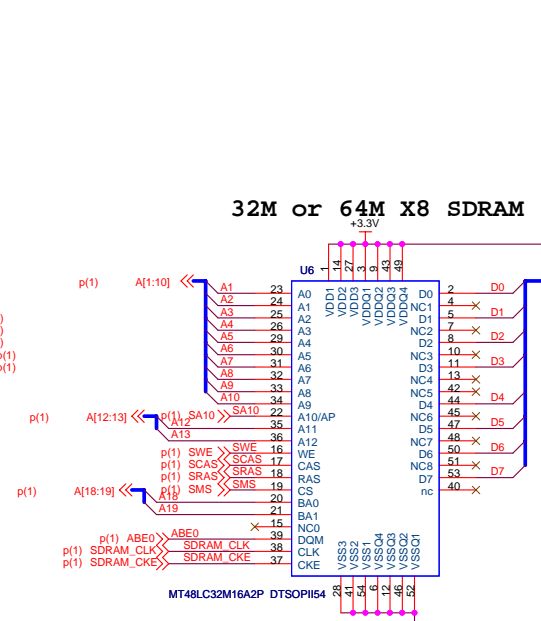 32M or 64M X8 SDRAM
+3.3V
U6
1
14
27
3
9
43
49
VDD1
VDD2
VDD3
VDDQ1
VDDQ2
VDDQ3
VDDQ4
p(1) A[1:10]
A1 23 A0 D0 2 D0
A2 24 A1 NC1 4
A3 25 A2 D1 5 D1
A4 26 A3 NC2 7
A5 29 A4 D2 8 D2
A6 30 A5 NC3 10
A7 31 A6 D3 11 D3
A8 32 A7 NC4 13
A9 33 A8 NC5 42
A10 34 A9 D4 44 D4
p(1) SA10 SA10 22 A10/AP NC6 45
p(1) A[12:13] A12 35 A11 D5 47 D5
A13 36 A12 NC7 48
p(1) SWE SWE 16 WE D6 50 D6
p(1) SCAS SCAS 17 CAS NC8 51
p(1) SRAS SRAS 18 RAS D7 53 D7
p(1) SMS SMS 19 CS nc 40
p(1) A[18:19] A18 20 BA0
A19 21 BA1
15 NC0
p(1) ABE0 ABE0 39 DQM
p(1) SDRAM_CLK SDRAM_CLK 38 CLK
p(1) SDRAM_CKE SDRAM_CKE 37 CKE
VSS3
VSS2
VSS1
VSSQ4
VSSQ3
VSSQ2
VSSQ1
28
41
54
6
12
46
52
MT48LC32M16A2P DTSOPII54
p(1)
p(1)